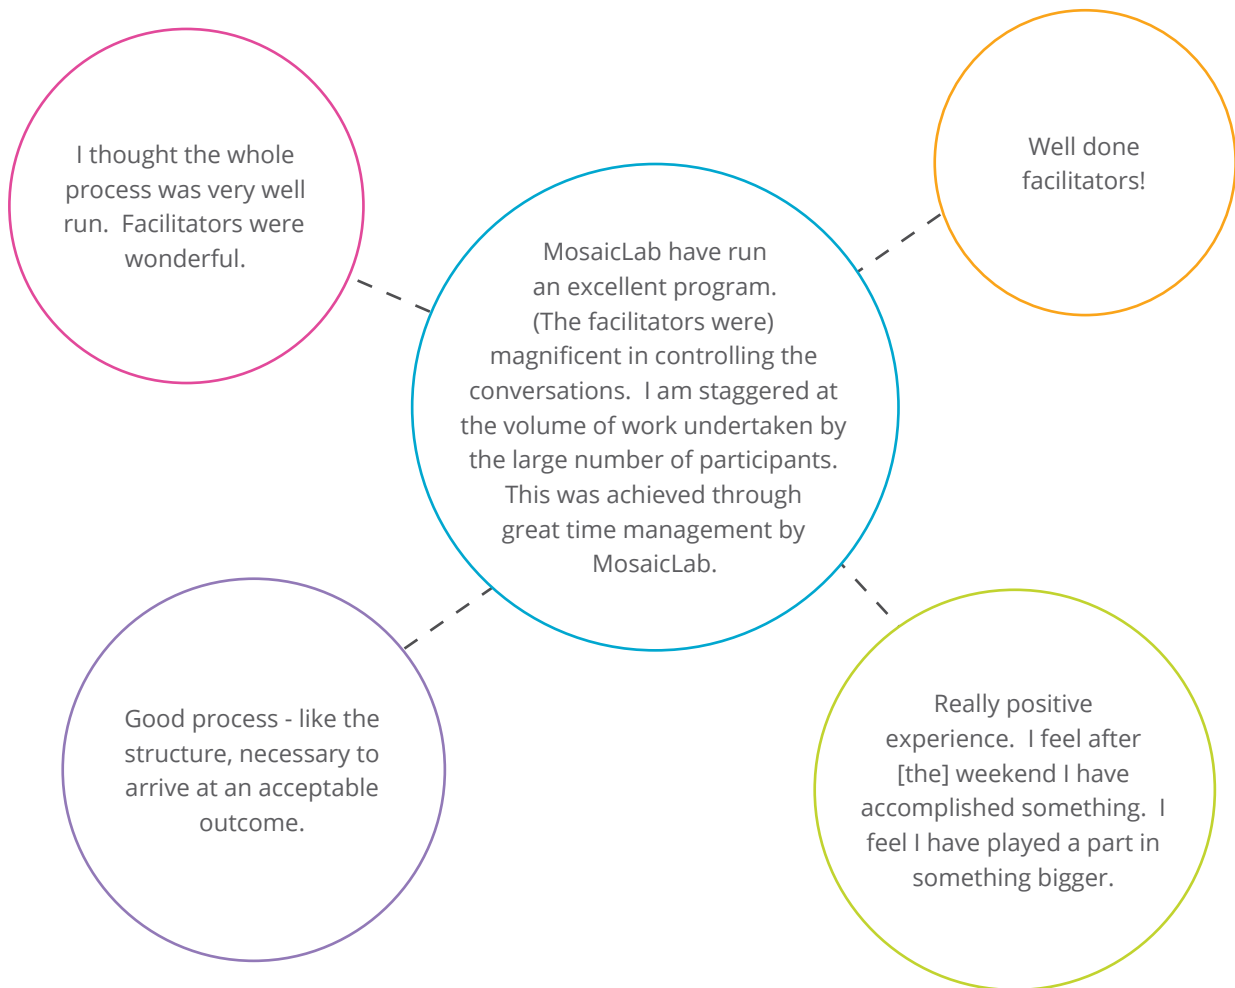 I thought the whole
process was very well
run.  Facilitators were
wonderful.
Well done
facilitators!
MosaicLab have run
an excellent program.
(The facilitators were)
magnificent in controlling the
conversations.  I am staggered at
the volume of work undertaken by
the large number of participants.
This was achieved through
great time management by
MosaicLab.
Good process - like the
structure, necessary to
arrive at an acceptable
outcome.
Really positive
experience.  I feel after
[the] weekend I have
accomplished something.  I
feel I have played a part in
something bigger.